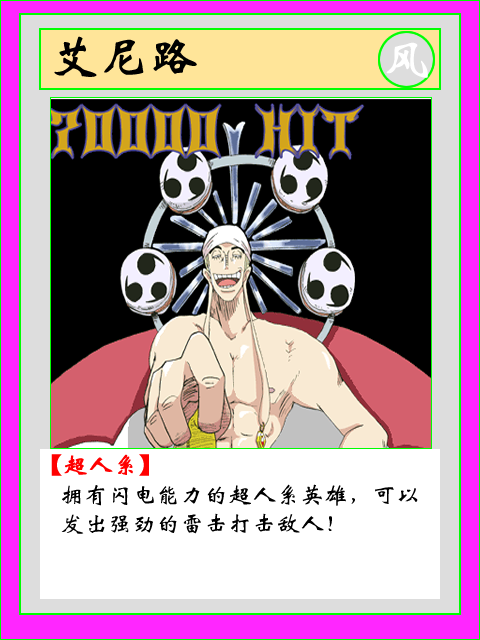 艾尼路
风
70000 HIT
【超人系】
拥有闪电能力的超人系英雄，可以
发出强劲的雷击打击敌人！